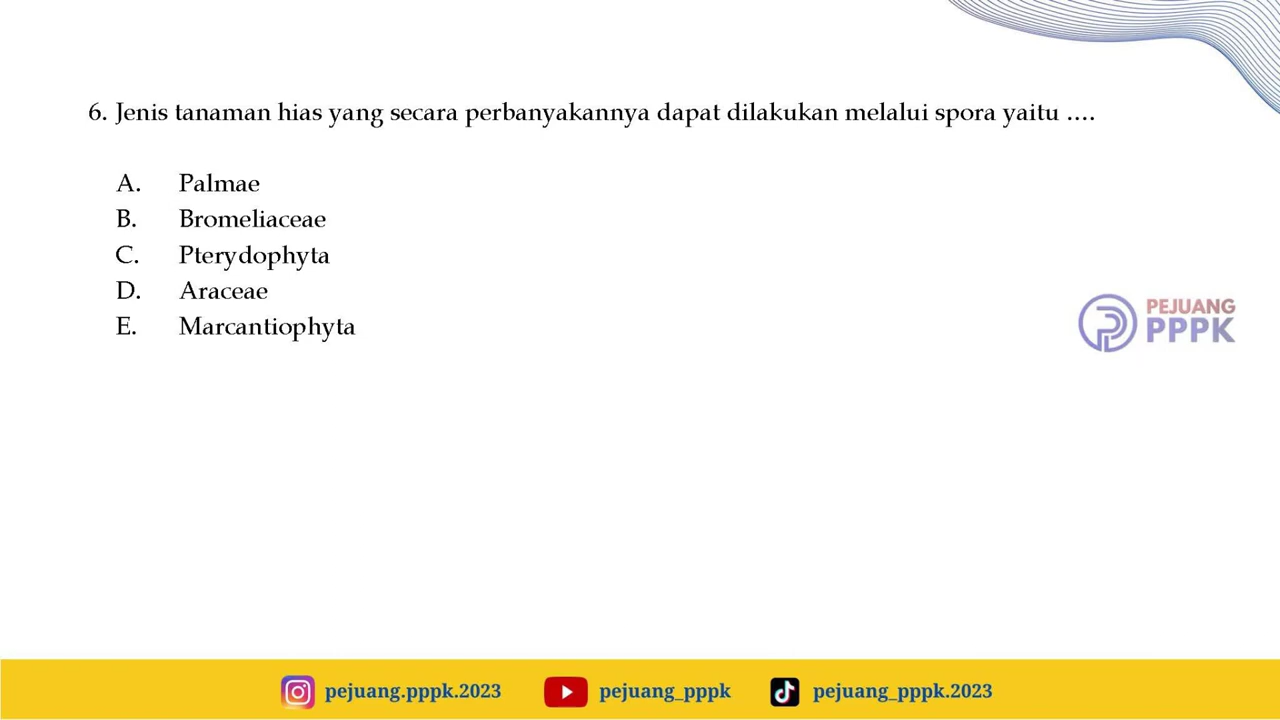 6. Jenis tanaman hias yang secara perbanyakannya dapat dilakukan melalui spora yaitu ....
A. Palmae
B. Bromeliaceae
C. Pterydophyta
D. Araceae
E. Marcantiophyta
PEJUANG
PPPK
pejuang.pppk.2023 pejuang_pppk pejuang_pppk.2023